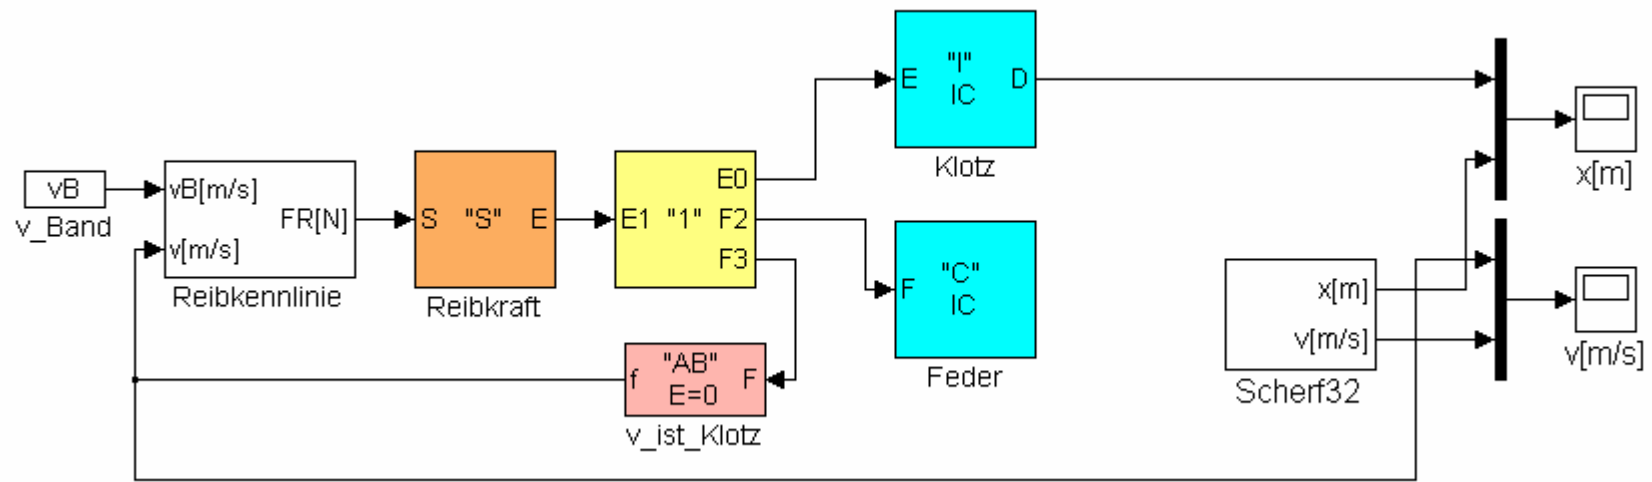 vB
v_Band
vB[m/s]
v[m/s]
FR[N]
Reibkennlinie
S "S" E
Reibkraft
E1 "1" E0
F2
F3
"AB"
f E=0 F
v_ist_Klotz
"I"
E IC D
Klotz
"C"
F IC
Feder
x[m]
v[m/s]
Scherf32
x[m]
v[m/s]